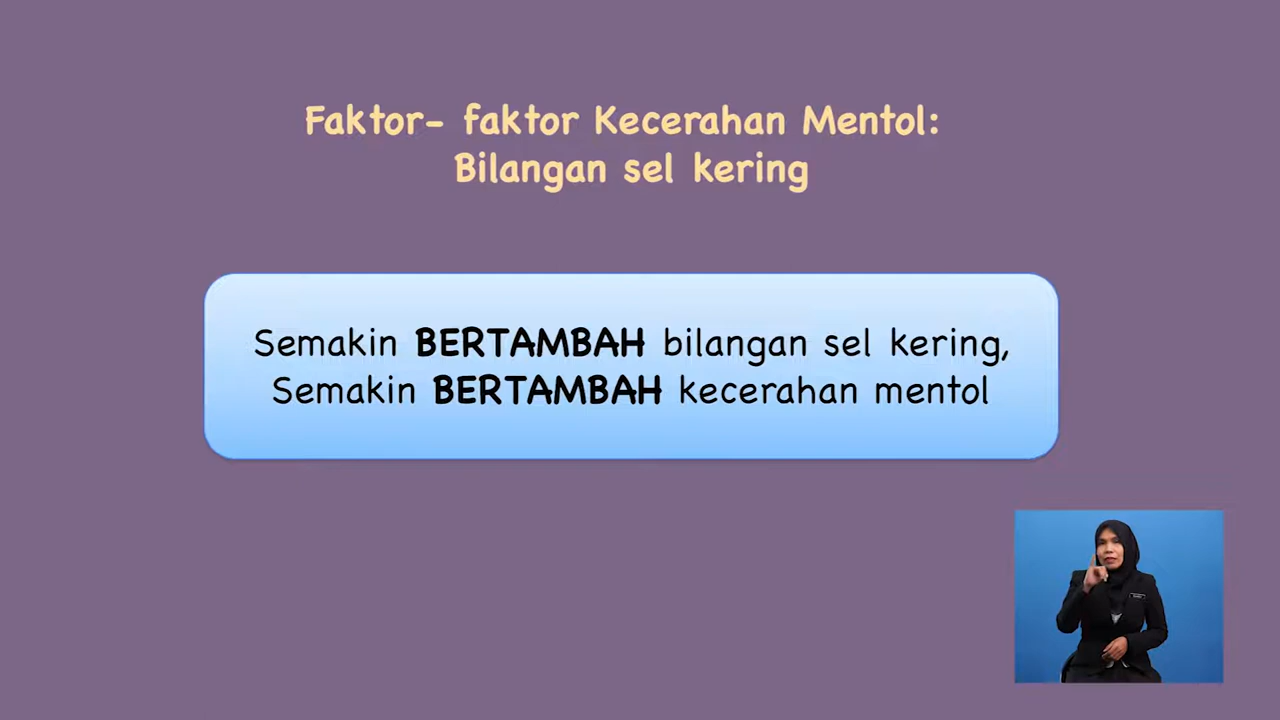 Faktor- faktor Kecerahan Mentol:
Bilangan sel kering
Semakin BERTAMBAH bilangan sel kering,
Semakin BERTAMBAH kecerahan mentol